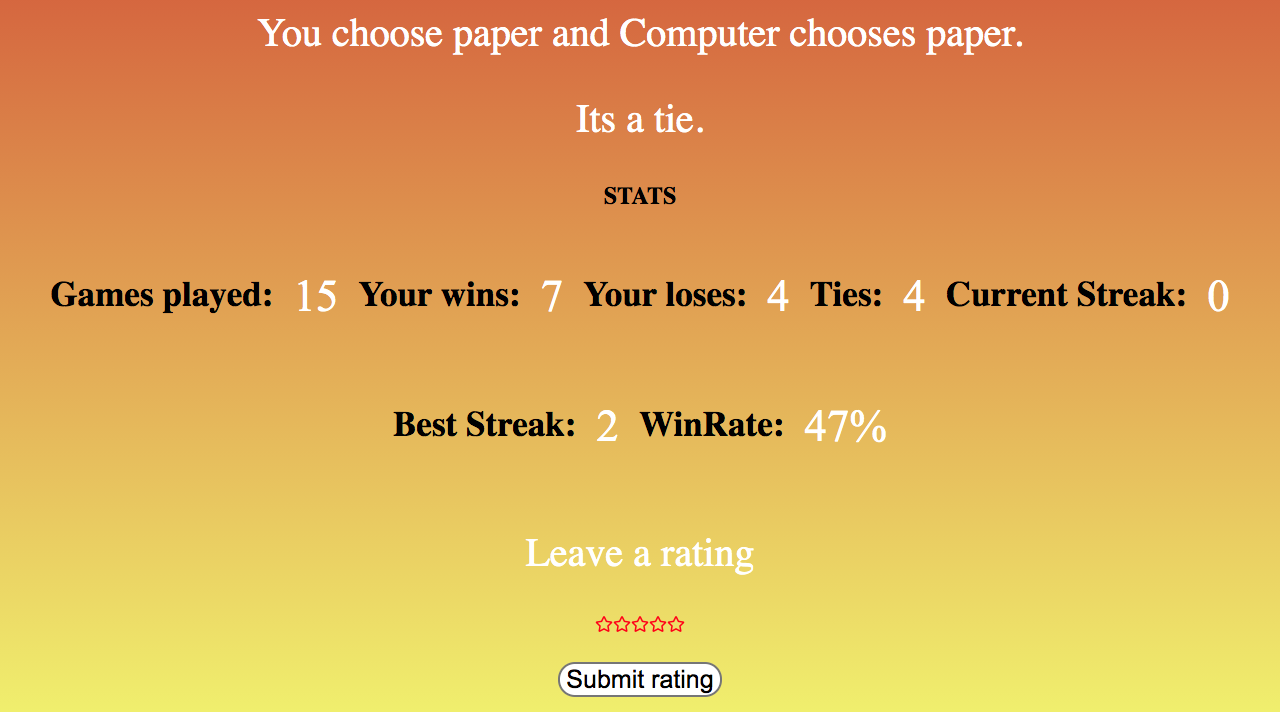 You choose paper and Computer chooses paper.
Its a tie.
STATS
Games played: 15 Your wins: 7 Your loses: 4 Ties: 4 Current Streak: 0
Best Streak: 2 WinRate: 47%
Leave a rating
Submit rating